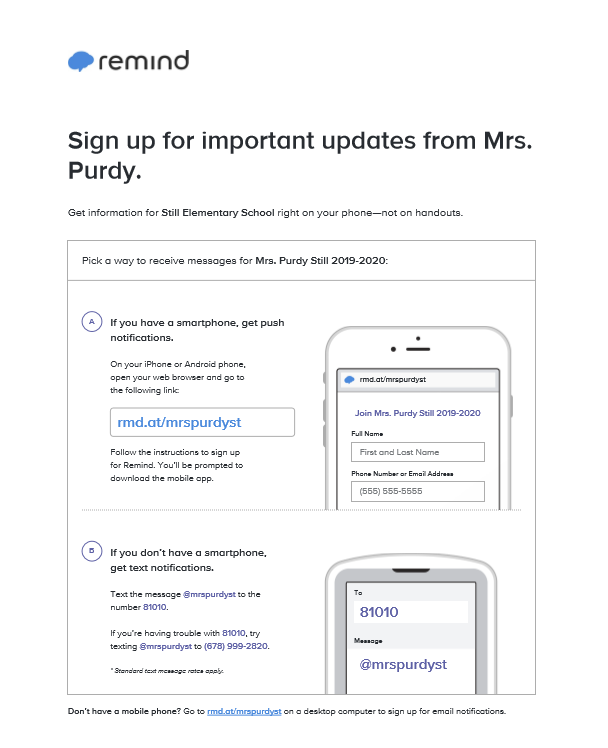 remind
Sign up for important updates from Mrs.
Purdy.
Get information for Still Elementary School right on your phone—not on handouts.
Pick a way to receive messages for Mrs. Purdy Still 2019-2020:
A
If you have a smartphone, get push
notifications.
On your iPhone or Android phone,
open your web browser and go to
the following link:
rmd.at/mrspurdyst
Follow the instructions to sign up
for Remind. You'll be prompted to
download the mobile app.
rmd.at/mrspurdyst
Join Mrs. Purdy Still 2019-2020
Full Name
First and Last Name
Phone Number or Email Address
(555) 555-5555
B
If you don't have a smartphone,
get text notifications.
Text the message @mrspurdyst to the
number 81010.
If you're having trouble with 81010, try
texting @mrspurdyst to (678) 999-2820.
* Standard text message rates apply.
To
81010
Message
@mrspurdyst
Don't have a mobile phone? Go to rmd.at/mrspurdyst on a desktop computer to sign up for email notifications.